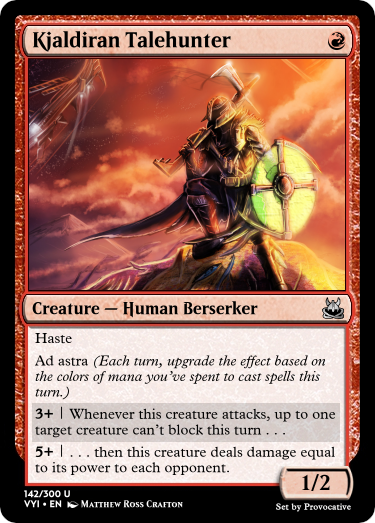 Kjaldiran Talehunter
Creature — Human Berserker
Haste
Ad astra (Each turn, upgrade the effect based on
the colors of mana you've spent to cast spells this
turn.)
3+ | Whenever this creature attacks, up to one
target creature can't block this turn . . .
5+ | . . . then this creature deals damage equal
to its power to each opponent.
1/2
142/300 U
VYI • EN Matthew Ross Crafton
Set by Provocative